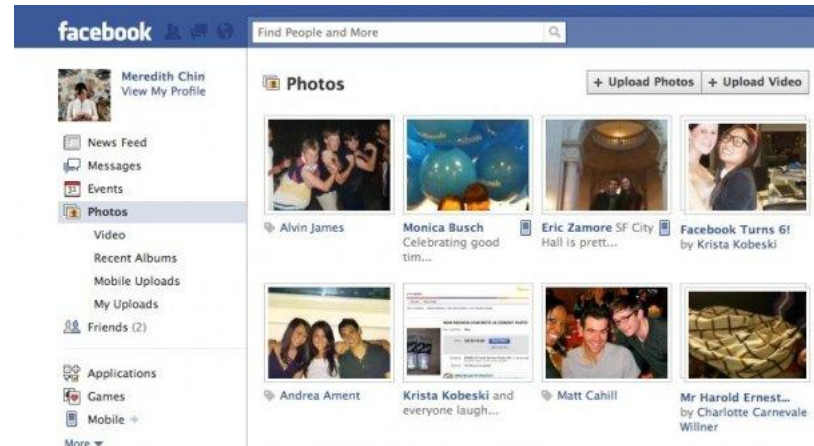 facebook
Find People and More
Meredith Chin
View My Profile
News Feed
Messages
31
Events
Photos
Video
Recent Albums
Mobile Uploads
My Uploads
Friends (2)
Applications
Games
Mobile +
More
Photos
+ Upload Photos
+ Upload Video
Alvin James
Monica Busch
Celebrating good
tim...
Eric Zamore SF City
Hall is prett...
Facebook Turns 6!
by Krista Kobeski
Andrea Ament
Krista Kobeski and
everyone laugh...
Matt Cahill
Mr Harold Ernest...
by Charlotte Carnevale
Willner